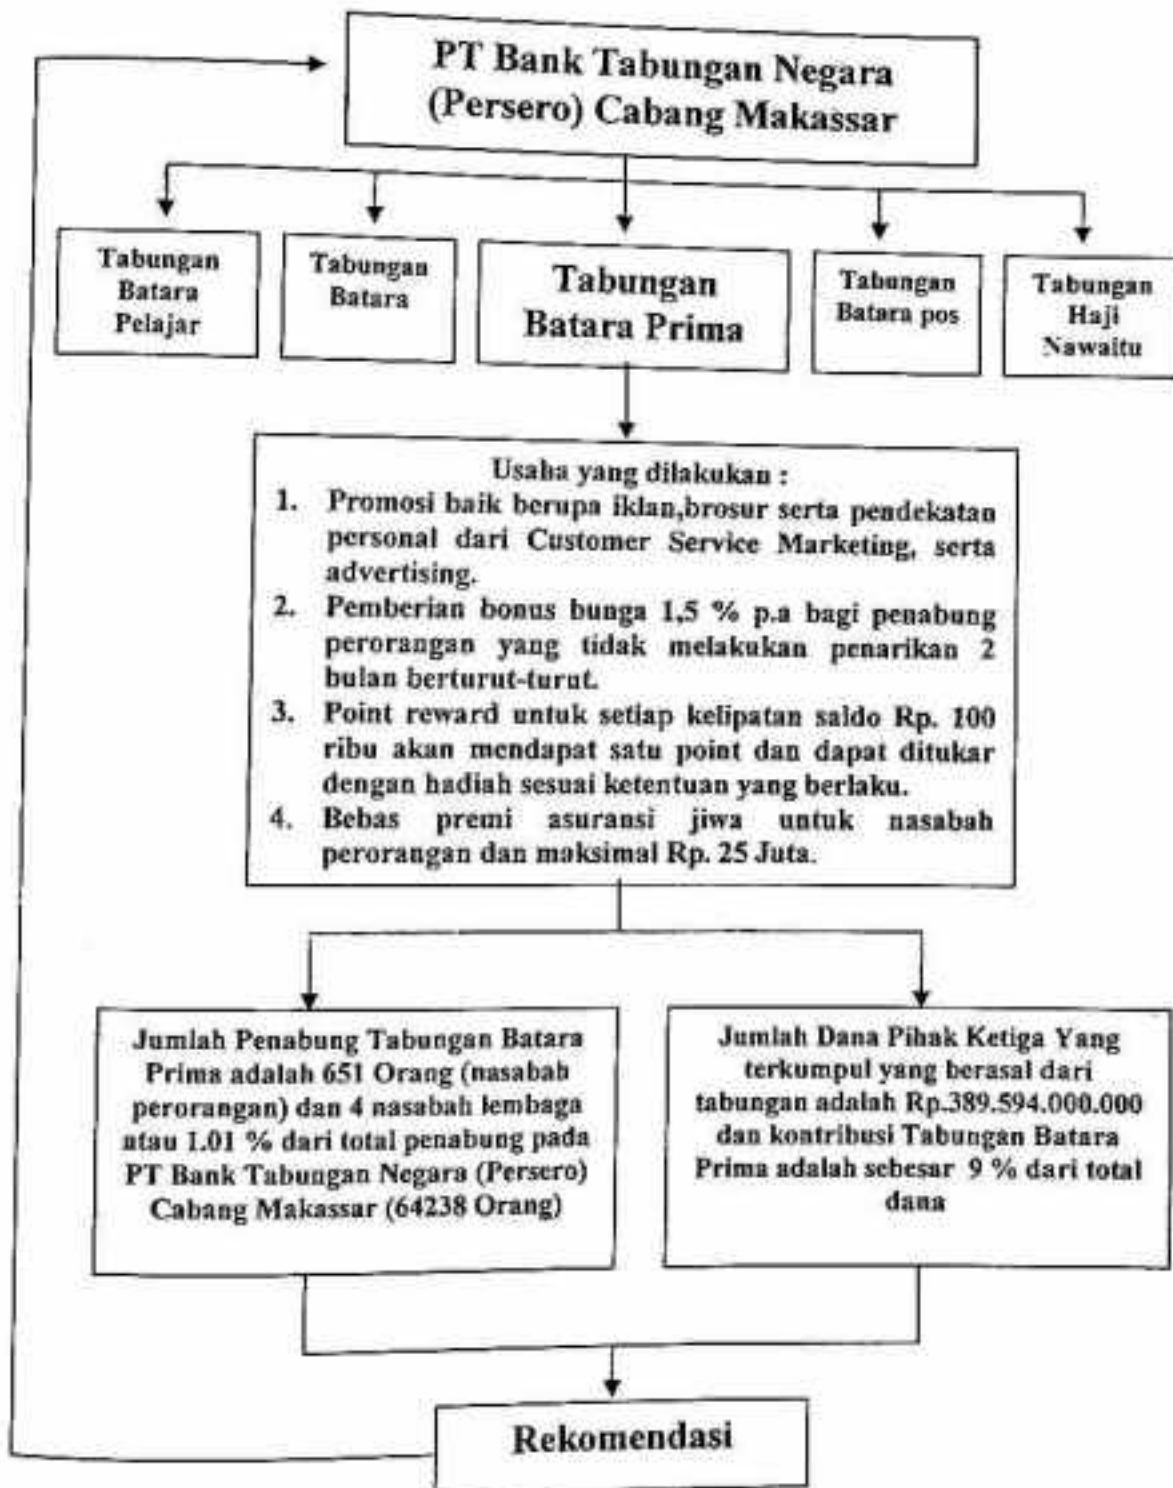 PT Bank Tabungan Negara
(Persero) Cabang Makassar
Tabungan
Batara
Pelajar
Tabungan
Batara
Tabungan
Batara Prima
Tabungan
Batara pos
Tabungan
Haji
Nawaitu
Usaha yang dilakukan :
1. Promosi baik berupa iklan,brosur serta pendekatan
personal dari Customer Service Marketing, serta
advertising.
2. Pemberian bonus bunga 1,5 % p.a bagi penabung
perorangan yang tidak melakukan penarikan 2
bulan berturut-turut.
3. Point reward untuk setiap kelipatan saldo Rp. 100
ribu akan mendapat satu point dan dapat ditukar
dengan hadiah sesuai ketentuan yang berlaku.
4. Bebas premi asuransi jiwa untuk nasabah
perorangan dan maksimal Rp. 25 Juta.
Jumlah Penabung Tabungan Batara
Prima adalah 651 Orang (nasabah
perorangan) dan 4 nasabah lembaga
atau 1.01 % dari total penabung pada
PT Bank Tabungan Negara (Persero)
Cabang Makassar (64238 Orang)
Jumlah Dana Pihak Ketiga Yang
terkumpul yang berasal dari
tabungan adalah Rp.389.594.000.000
dan kontribusi Tabungan Batara
Prima adalah sebesar 9 % dari total
dana
Rekomendasi